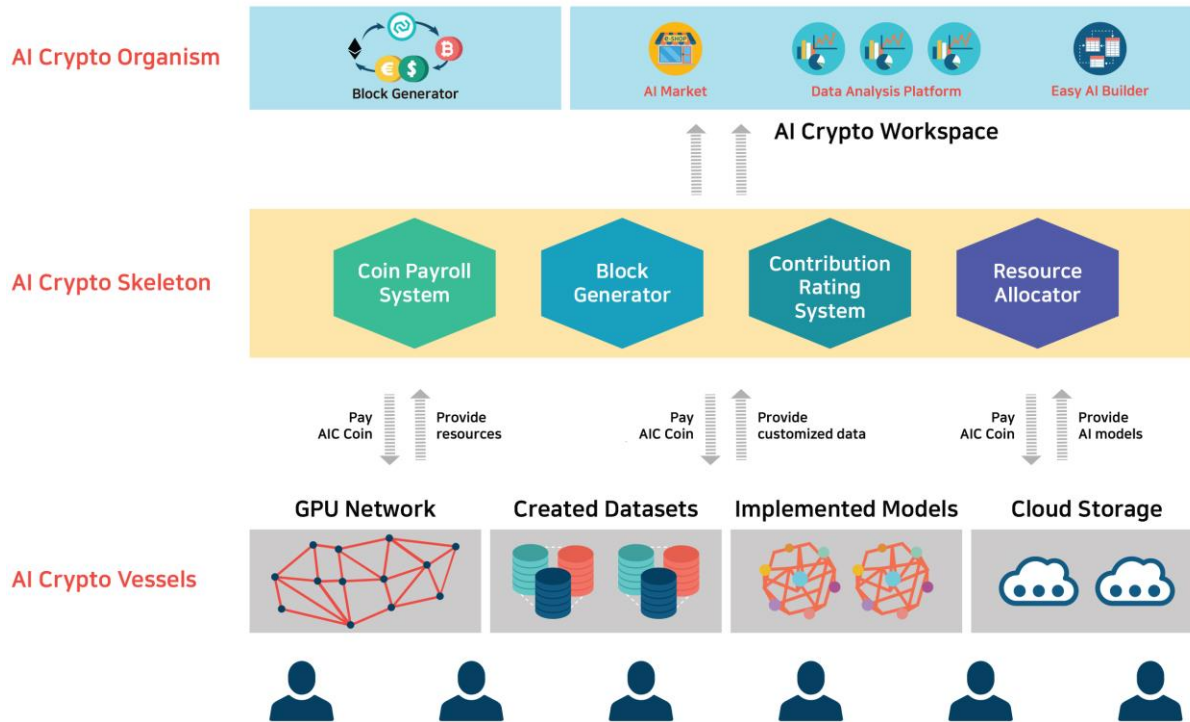 AI Crypto Organism
Block Generator
E-SHOP
AI Market
Data Analysis Platform
Easy AI Builder
AI Crypto Workspace
AI Crypto Skeleton
Coin Payroll
System
Block
Generator
Contribution
Rating
System
Resource
Allocator
Pay
AIC Coin
Provide
resources
Pay
AIC Coin
Provide
customized data
Pay
AIC Coin
Provide
AI models
GPU Network
Created Datasets
Implemented Models
Cloud Storage
AI Crypto Vessels